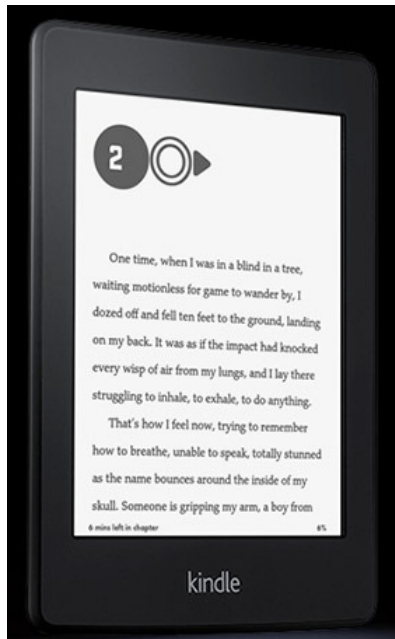 2
One time, when I was in a blind in a tree,
waiting motionless for game to wander by, I
dozed off and fell ten feet to the ground, landing
on my back. It was as if the impact had knocked
every wisp of air from my lungs, and I lay there
struggling to inhale, to exhale, to do anything.
That's how I feel now, trying to remember
how to breathe, unable to speak, totally stunned
as the name bounces around the inside of my
skull. Someone is gripping my arm, a boy from
6 mins left in chapter 6%
kindle